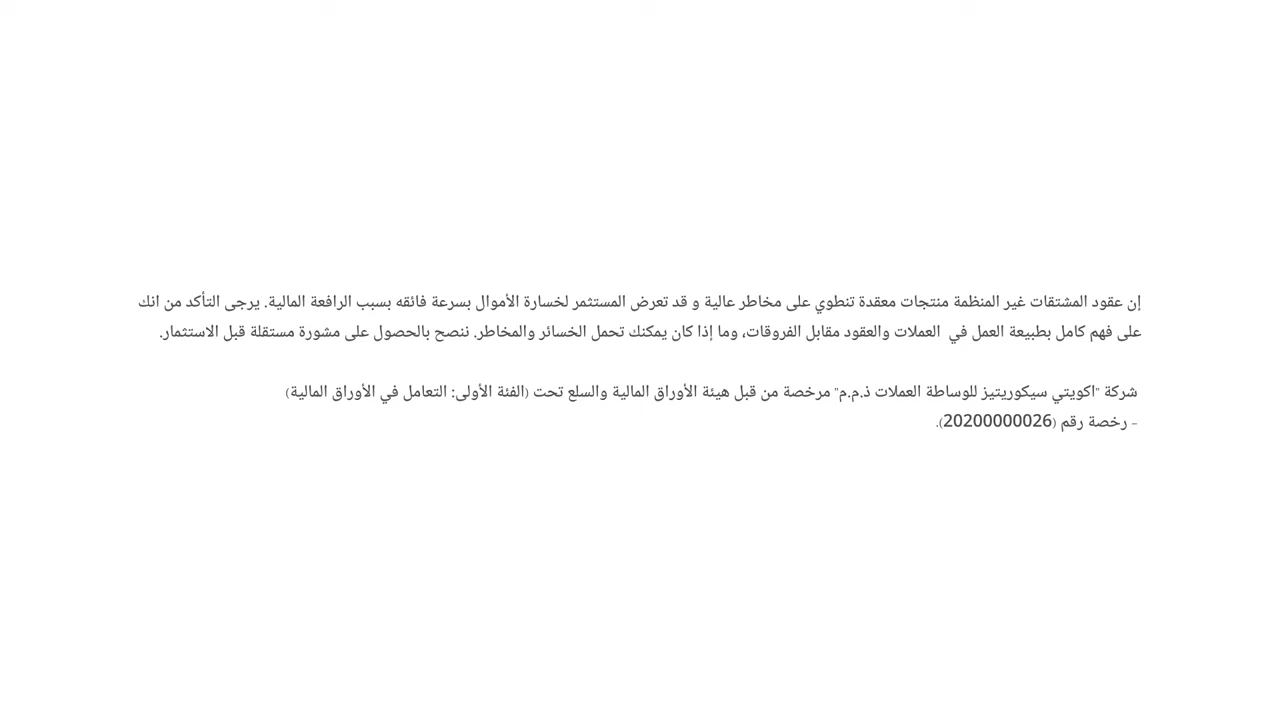 إن عقود المشتقات غير المنظمة منتجات معقدة تنطوي على مخاطر عالية و قد تعرض المستثمر لخسارة الأموال بسرعة فائقه بسبب الرافعة المالية. يرجى التأكد من انك
على فهم كامل بطبيعة العمل في العملات والعقود مقابل الفروقات، وما إذا كان يمكنك تحمل الخسائر والمخاطر. ننصح بالحصول على مشورة مستقلة قبل الاستثمار.
شركة "اكويتي سيكوريتيز للوساطة العملات ذ.م.م" مرخصة من قبل هيئة الأوراق المالية والسلع تحت (الفئة الأولى: التعامل في الأوراق المالية)
– رخصة رقم (20200000026).